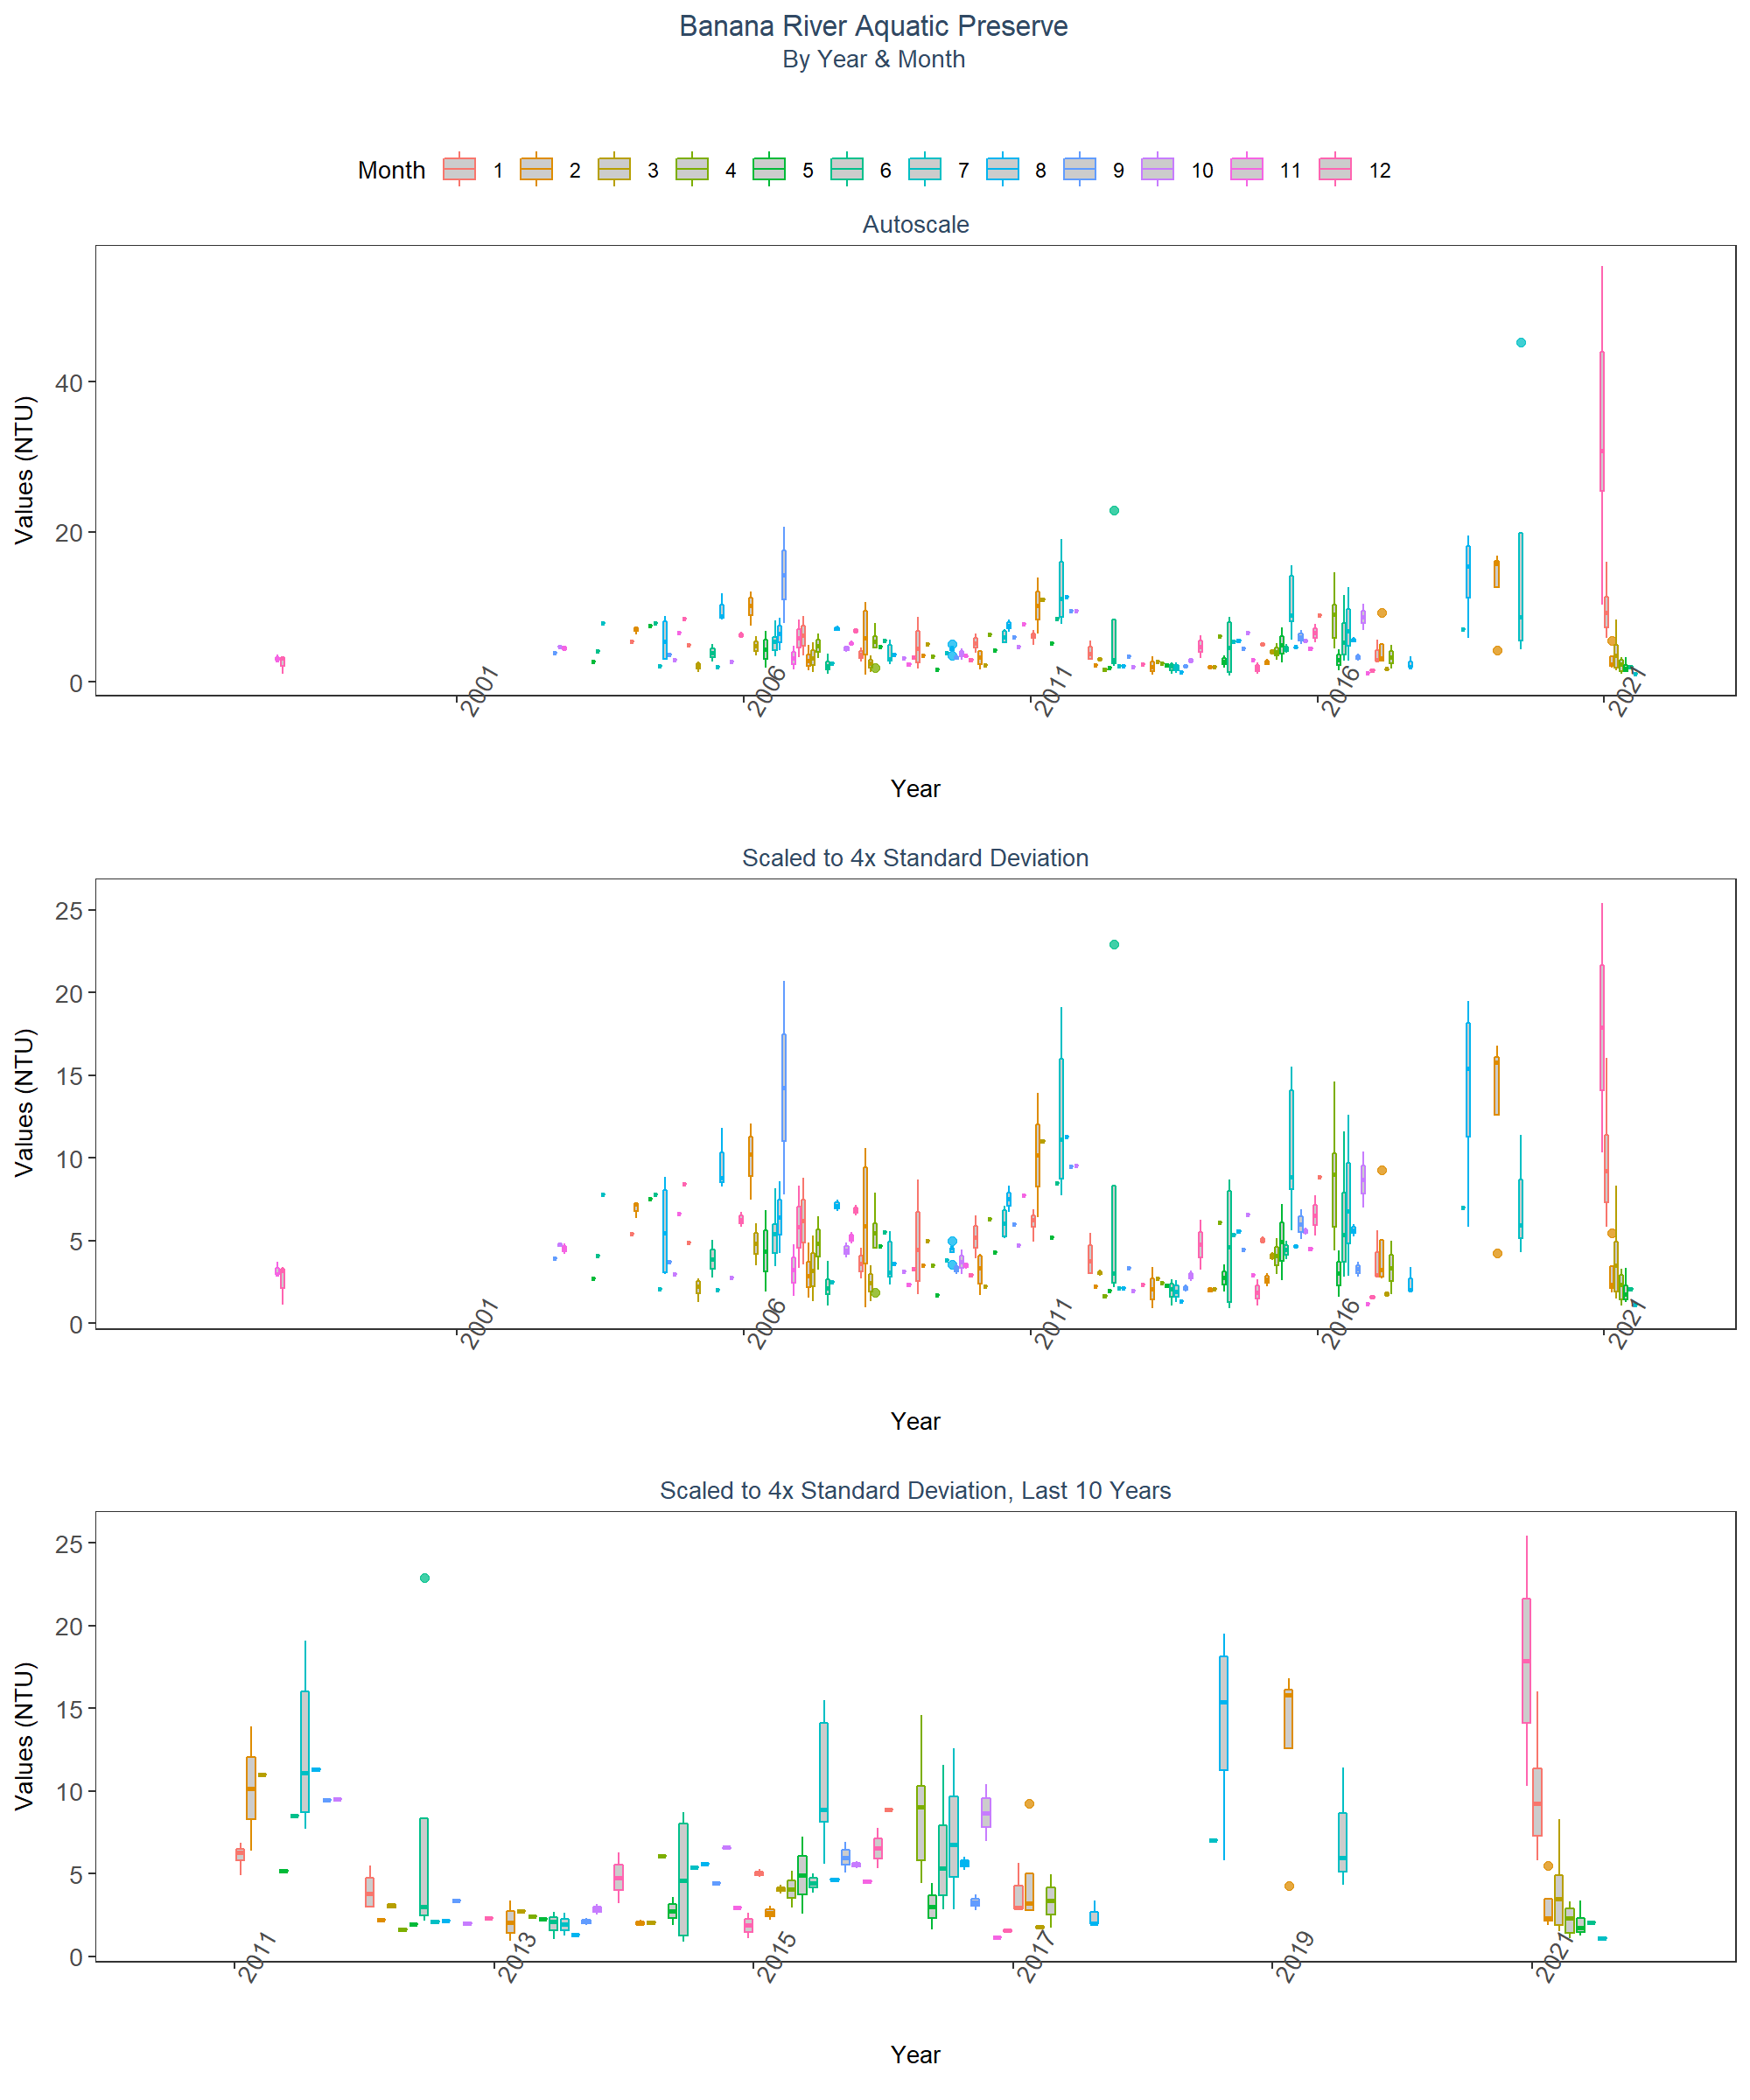 Banana River Aquatic Preserve
By Year & Month
Month 1 2 3 4 5 6 7 8 9 10 11 12
Autoscale
Values (NTU)
40
20
0
2001 2006 2011 2016 2021
Year
Scaled to 4x Standard Deviation
Values (NTU)
25
20
15
10
5
0
2001 2006 2011 2016 2021
Year
Scaled to 4x Standard Deviation, Last 10 Years
Values (NTU)
25
20
15
10
5
0
2011 2013 2015 2017 2019 2021
Year